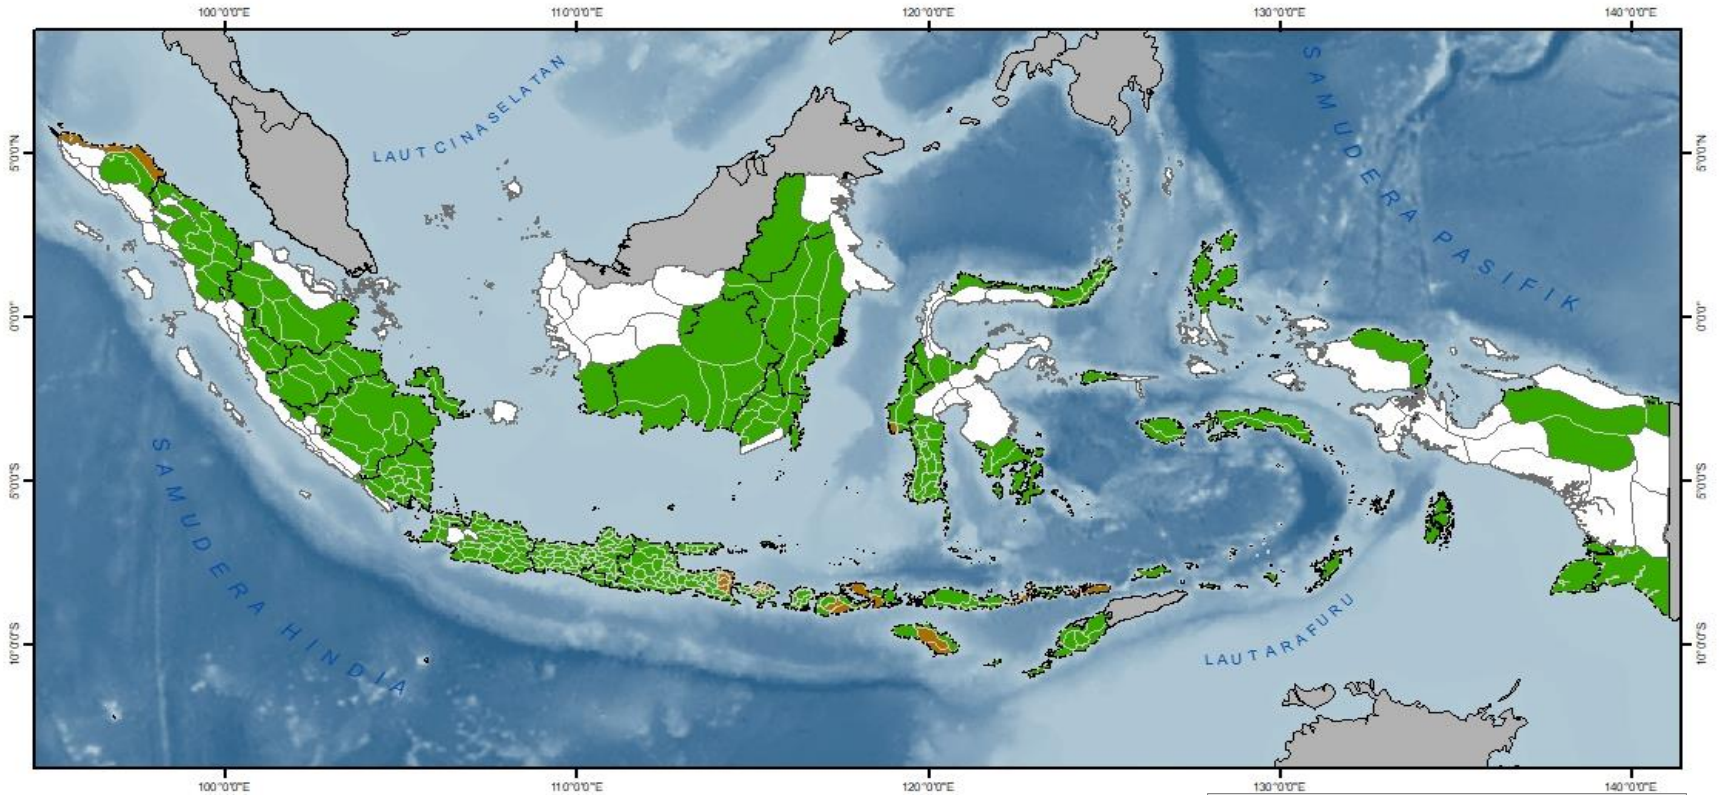 100°0'0"E 110°0'0"E 120°0'0"E 130°0'0"E 140°0'0"E
LAUT CINA SELATAN
SAMUDERA PASIFIK
5°0'0"N 5°0'0"N
0°0'0" 0°0'0"
5°0'0"S 5°0'0"S
10°0'0"S 10°0'0"S
SAMUDERA HINDIA
LAUT ARAFURU
100°0'0"E 110°0'0"E 120°0'0"E 130°0'0"E 140°0'0"E